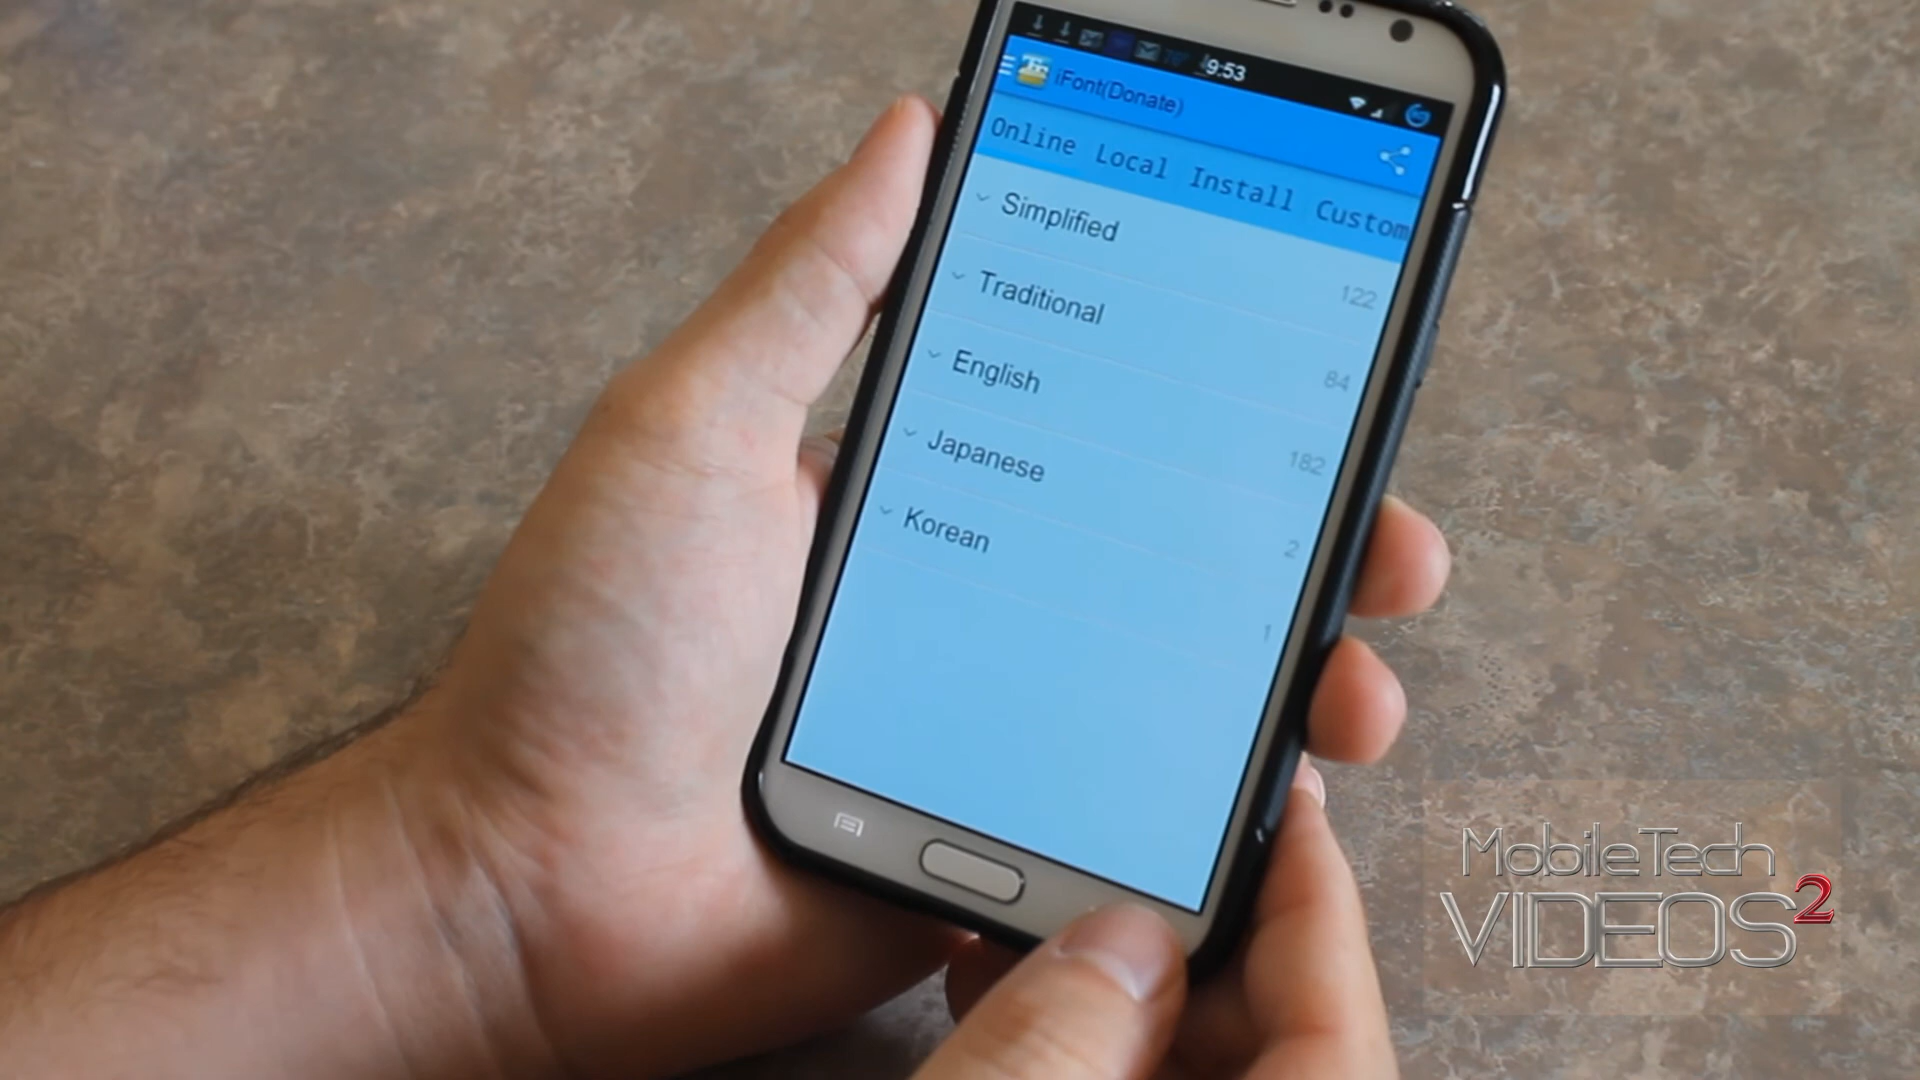 9:53
iFont(Donate)
Online Local Install Custom
Simplified 122
Traditional 84
English 182
Japanese 2
Korean 1
MobileTech
VIDEOS2